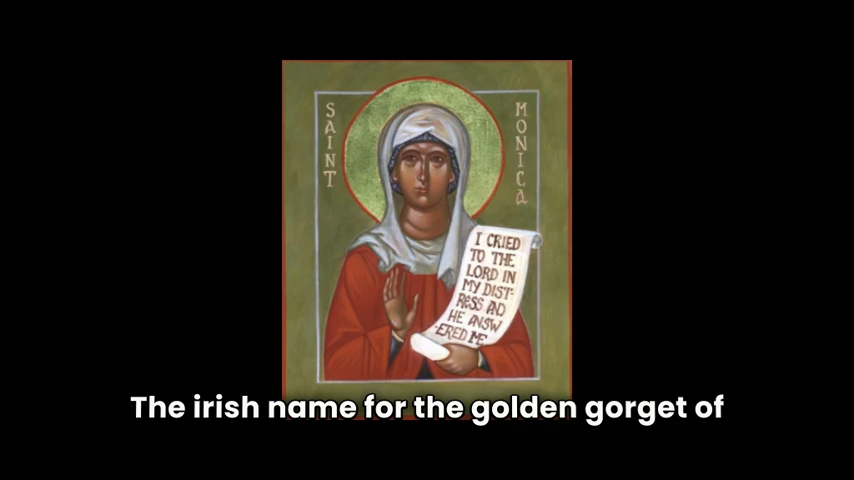 SAINT
MONICA
I CRIED
TO THE
LORD IN
MY DIST-
RESS AND
HE ANSW
-ERED ME.
The irish name for the golden gorget of